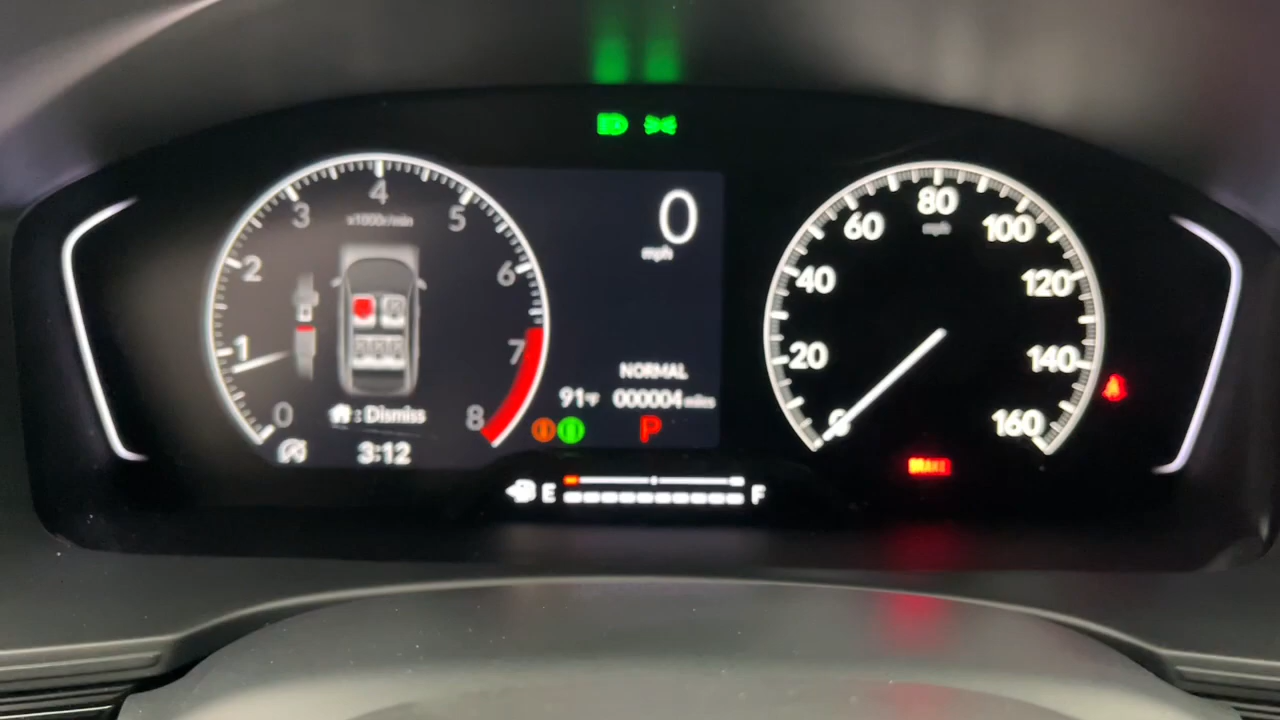 4
3
5
x1000r/min
2
6
1
7
0
8
: Dismiss
3:12
0
mph
NORMAL
91°F 000004 miles
P
E F
80
60
100
mph
40
120
20
140
0
160
BRAKE